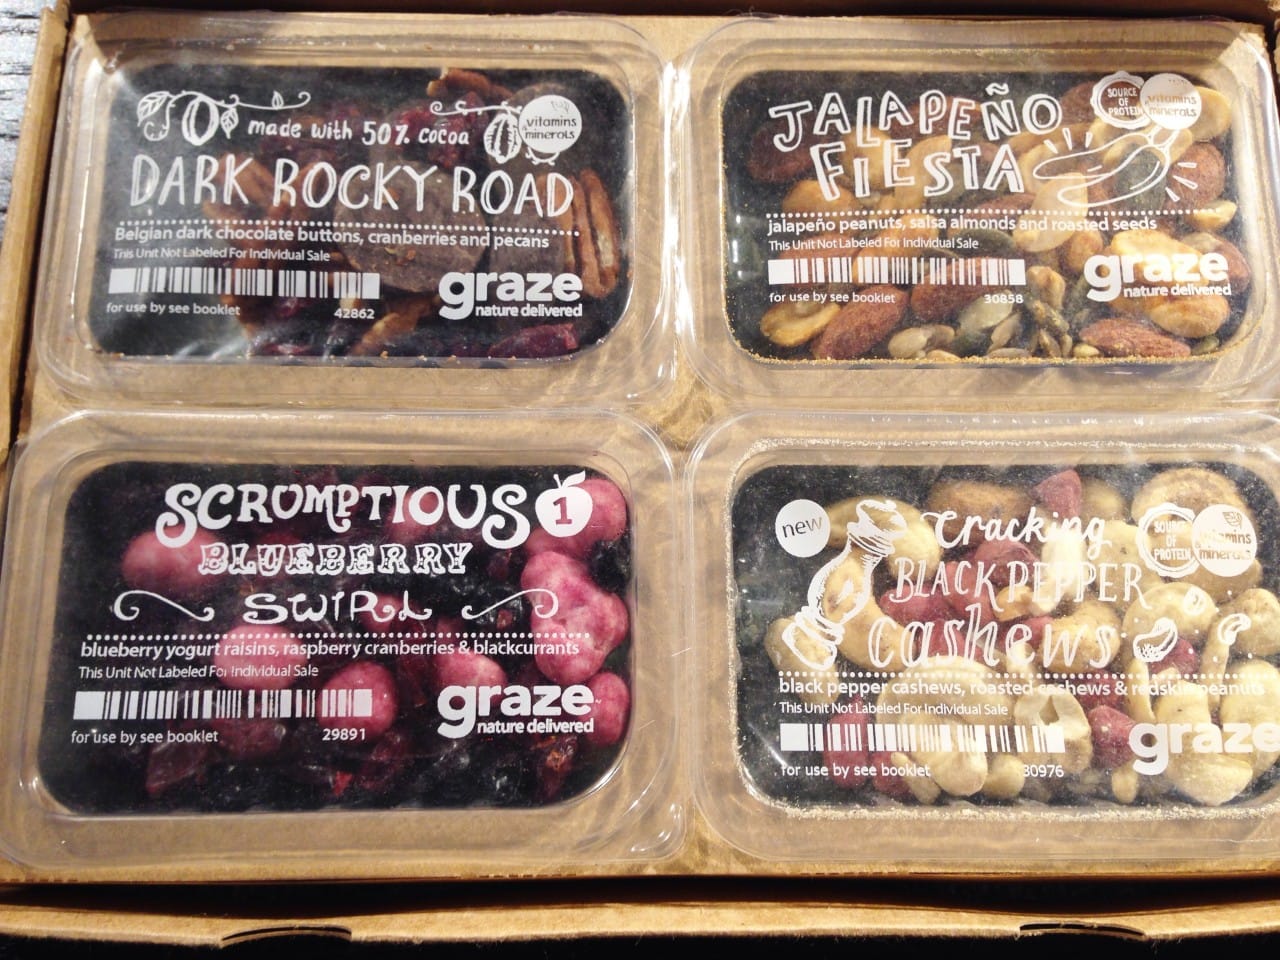 made with 50% cocoa
vitamins
minerals
DARK ROCKY ROAD
Belgian dark chocolate buttons, cranberries and pecans
This Unit Not Labeled For Individual Sale
for use by see booklet
42862
graze
nature delivered
JALAPEÑO
FIESTA
SOURCE
OF
PROTEIN
vitamins
minerals
jalapeño peanuts, salsa almonds and roasted seeds
This Unit Not Labeled For Individual Sale
for use by see booklet
30858
graze
nature delivered
SCRUMPTIOUS
1
BLUEBERRY
SWIRL
blueberry yogurt raisins, raspberry cranberries & blackcurrants
This Unit Not Labeled For Individual Sale
for use by see booklet
29891
graze
nature delivered
new
Cracking
BLACK PEPPER
cashews
SOURCE
OF
PROTEIN
vitamins
minerals
black pepper cashews, roasted cashews & redskin peanuts
This Unit Not Labeled For Individual Sale
for use by see booklet
30976
graze